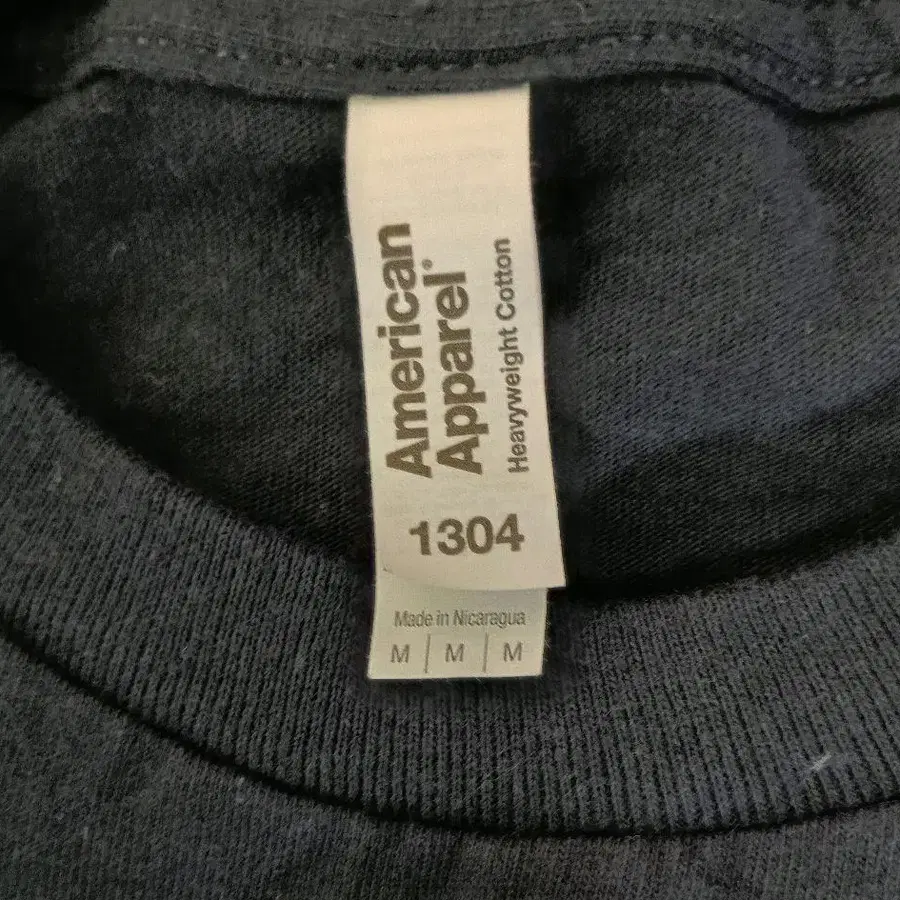 American
Apparel®
Heavyweight Cotton
1304
Made in Nicaragua
M | M | M